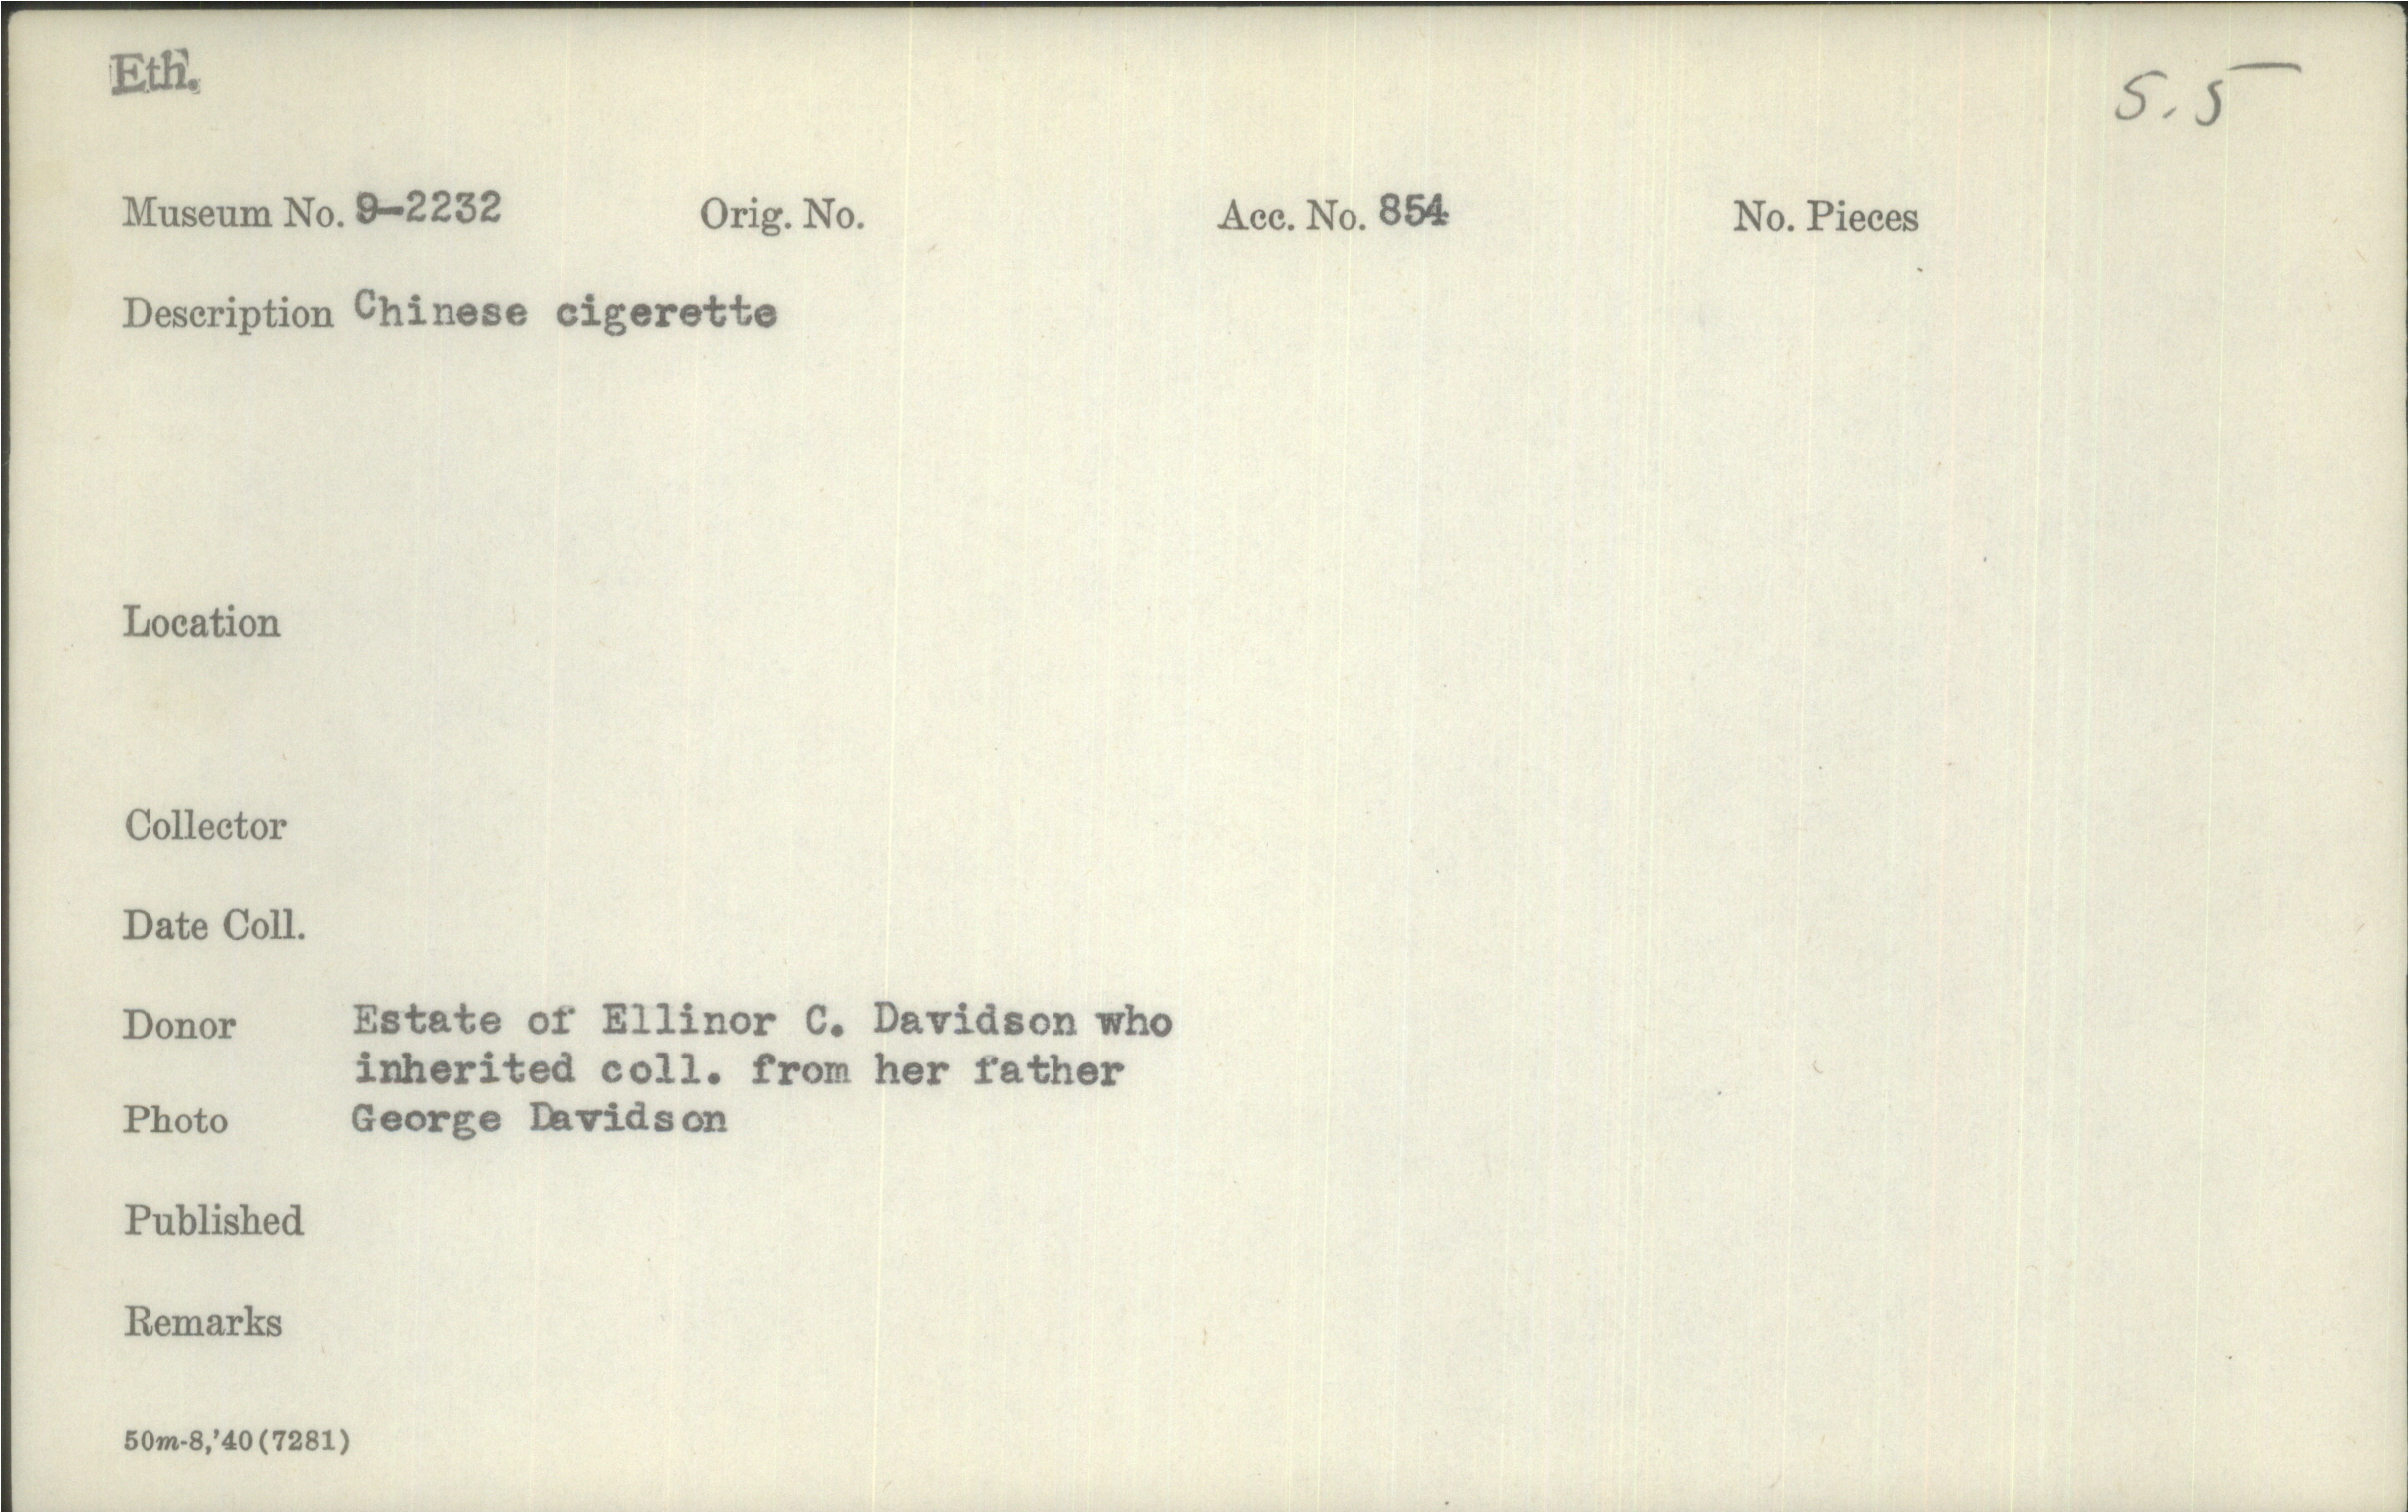 Eth.
5.5
Museum No. 9-2232 Orig. No. Acc. No. 854 No. Pieces
Description Chinese cigerette
Location
Collector
Date Coll.
Donor Estate of Ellinor C. Davidson who
inherited coll. from her father
Photo George Davidson
Published
Remarks
50m-8,'40(7281)